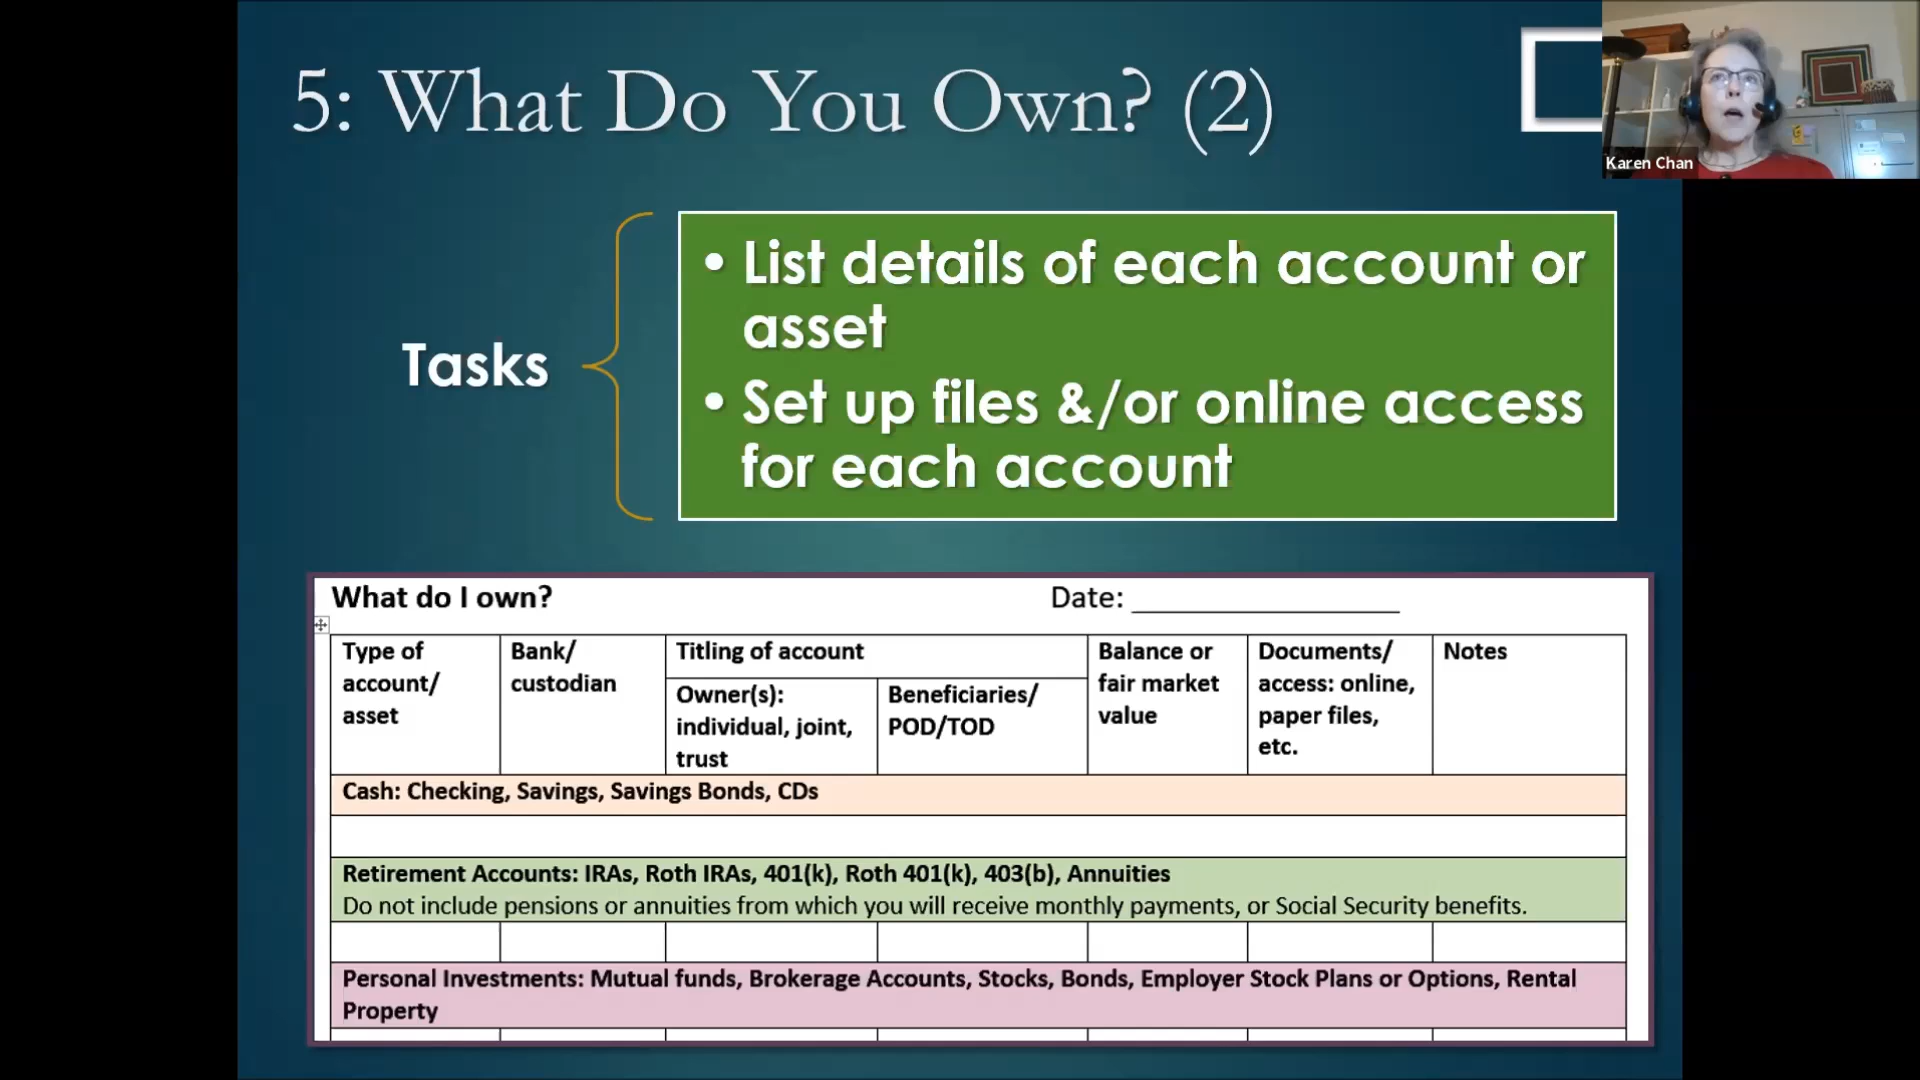 5: What Do You Own? (2)
Karen Chan
Tasks
• List details of each account or
asset
• Set up files &/or online access
for each account
What do I own?
Date: ____________________
Type of
account/
asset
Bank/
custodian
Titling of account
Owner(s):
individual, joint,
trust
Beneficiaries/
POD/TOD
Balance or
fair market
value
Documents/
access: online,
paper files,
etc.
Notes
Cash: Checking, Savings, Savings Bonds, CDs
Retirement Accounts: IRAs, Roth IRAs, 401(k), Roth 401(k), 403(b), Annuities
Do not include pensions or annuities from which you will receive monthly payments, or Social Security benefits.
Personal Investments: Mutual funds, Brokerage Accounts, Stocks, Bonds, Employer Stock Plans or Options, Rental
Property